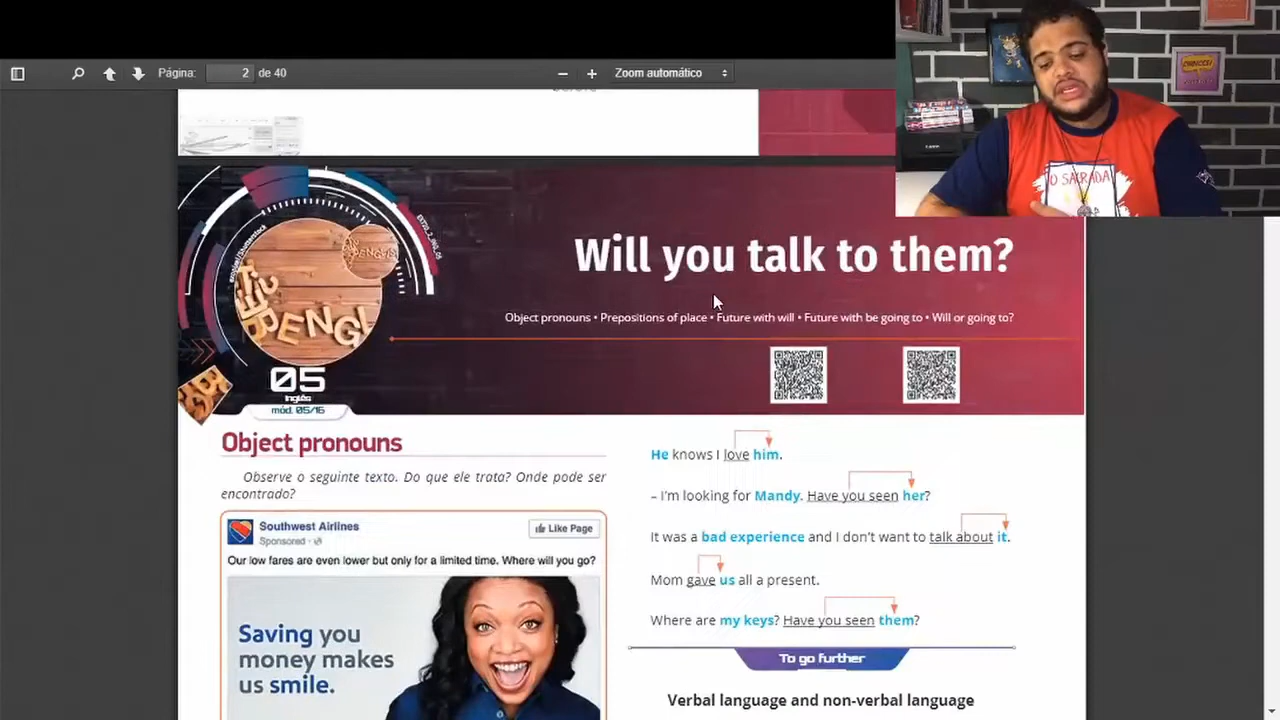 Página: 2 de 40
Zoom automático
O SAGRADA
Will you talk to them?
Object pronouns • Prepositions of place • Future with will • Future with be going to • Will or going to?
05
Inglês
mód. 05/16
Object pronouns
Observe o seguinte texto. Do que ele trata? Onde pode ser
encontrado?
Southwest Airlines
Sponsored
Like Page
Our low fares are even lower but only for a limited time. Where will you go?
Saving you
money makes
us smile.
He knows I love him.
– I'm looking for Mandy. Have you seen her?
It was a bad experience and I don't want to talk about it.
Mom gave us all a present.
Where are my keys? Have you seen them?
To go further
Verbal language and non-verbal language